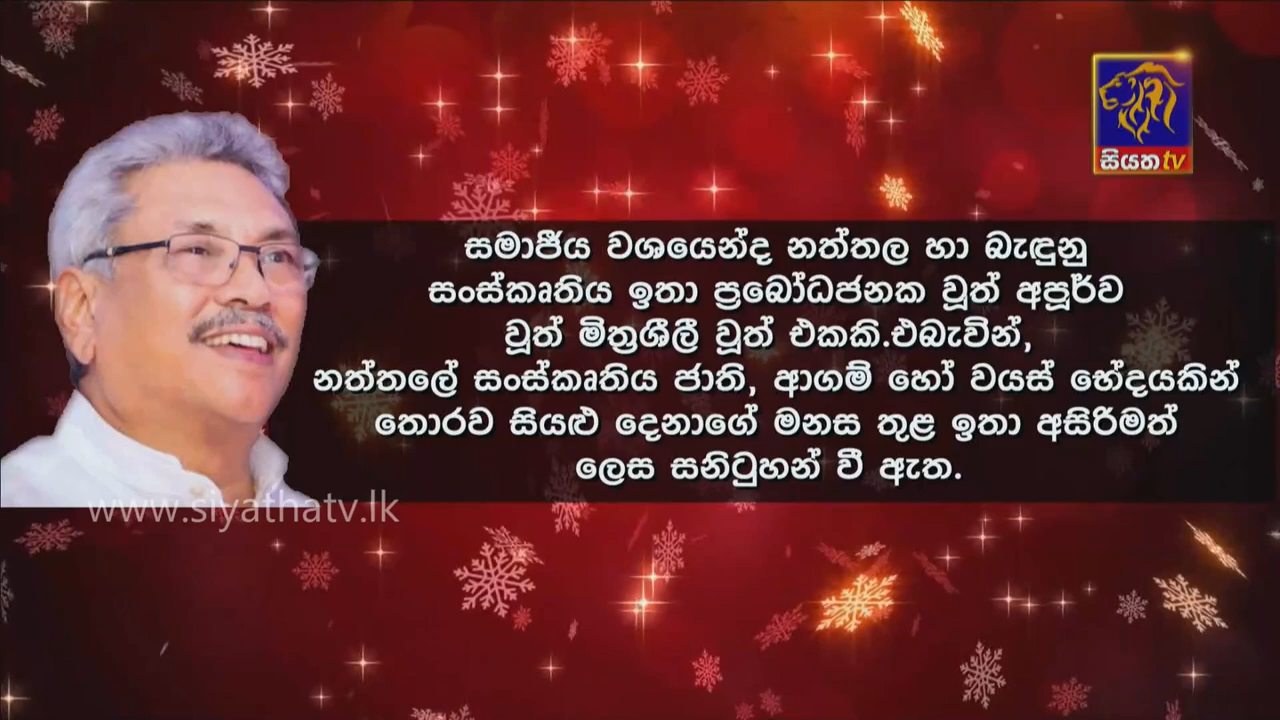 සියත tv
සමාජීය වශයෙන්ද නත්තල හා බැඳුනු
සංස්කෘතිය ඉතා ප්‍රබෝධජනක වූත් අපූර්ව
වූත් මිත්‍රශීලී වූත් එකකි.එබැවින්,
නත්තලේ සංස්කෘතිය ජාති, ආගම් හෝ වයස් භේදයකින්
තොරව සියළු දෙනාගේ මනස තුළ ඉතා අසිරිමත්
ලෙස සනිටුහන් වී ඇත.
www.siyathatv.lk